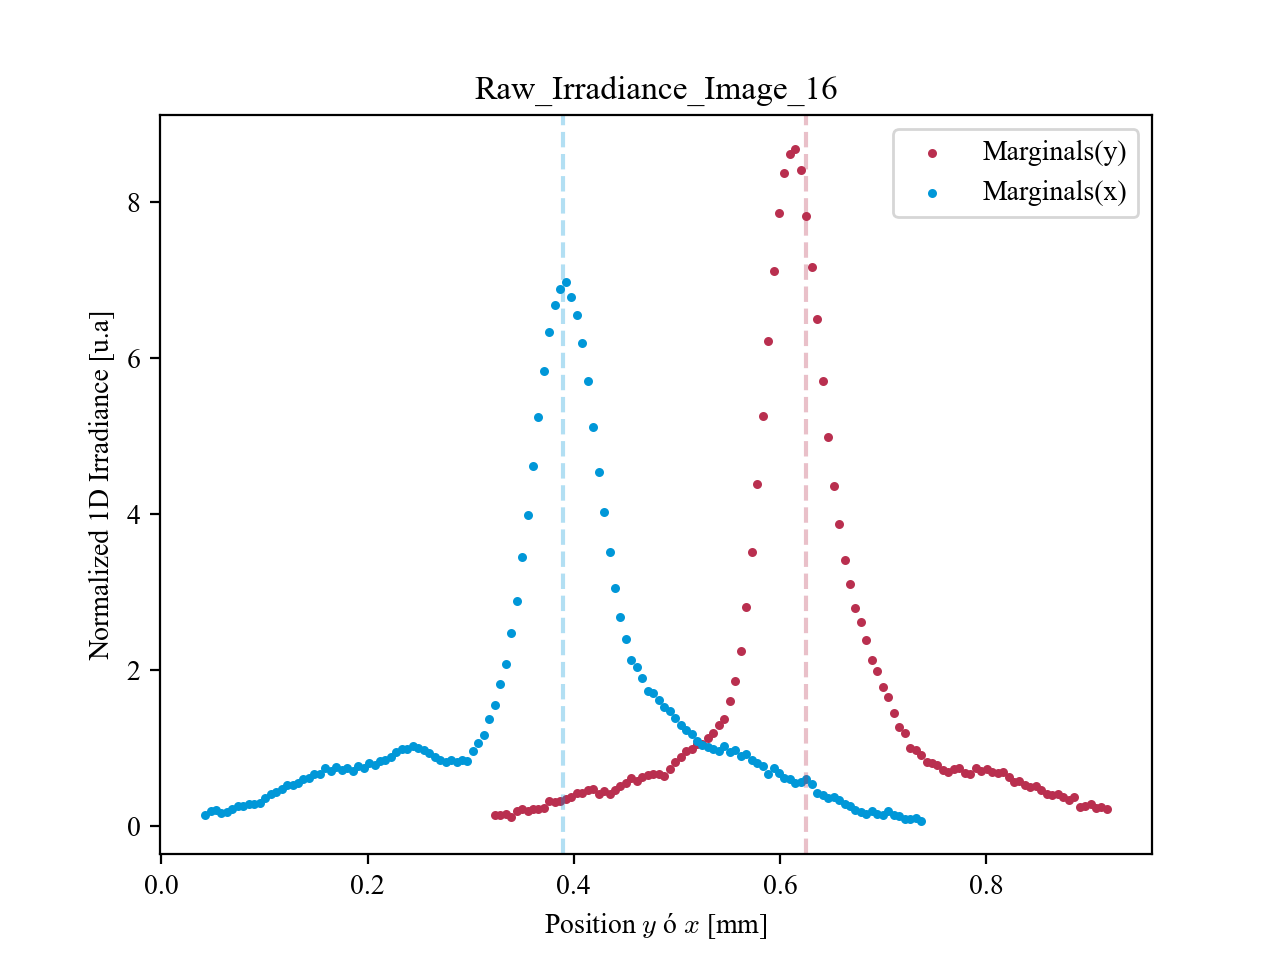 Raw_Irradiance_Image_16
Marginals(y)
Marginals(x)
Normalized 1D Irradiance [u.a]
8
6
4
2
0
0.0 0.2 0.4 0.6 0.8
Position y ó x [mm]